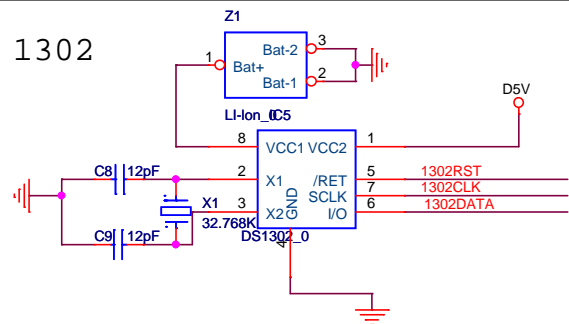 Z1
1302
1 Bat+ Bat-2 3
Bat-1 2
D5V
LI-Ion_0 IC5
8 VCC1 VCC2 1
C8 12pF 2 X1 /RET 5 1302RST
SCLK 7 1302CLK
X1 3 X2 GND I/O 6 1302DATA
32.768K
C9 12pF DS1302_0
4